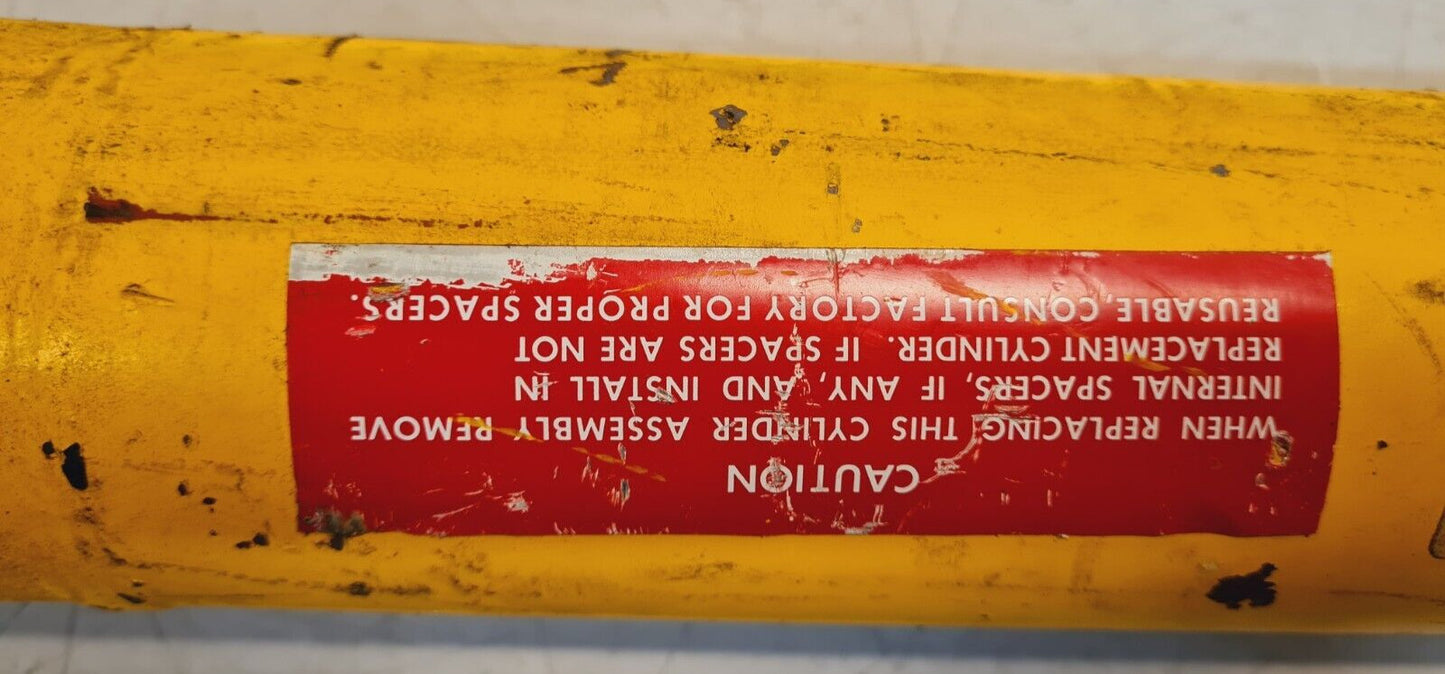 CAUTION
WHEN REPLACING THIS CYLINDER ASSEMBLY REMOVE
INTERNAL SPACERS, IF ANY, AND INSTALL IN
REPLACEMENT CYLINDER. IF SPACERS ARE NOT
REUSABLE, CONSULT FACTORY FOR PROPER SPACERS.